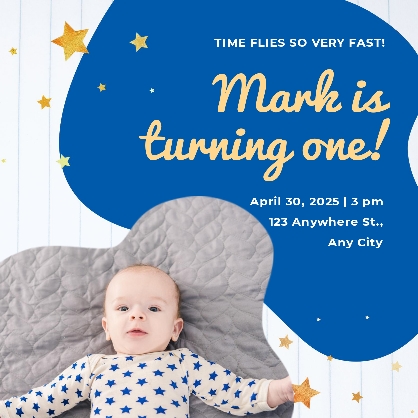 TIME FLIES SO VERY FAST!
Mark is
turning one!
April 30, 2025 | 3 pm
123 Anywhere St.,
Any City